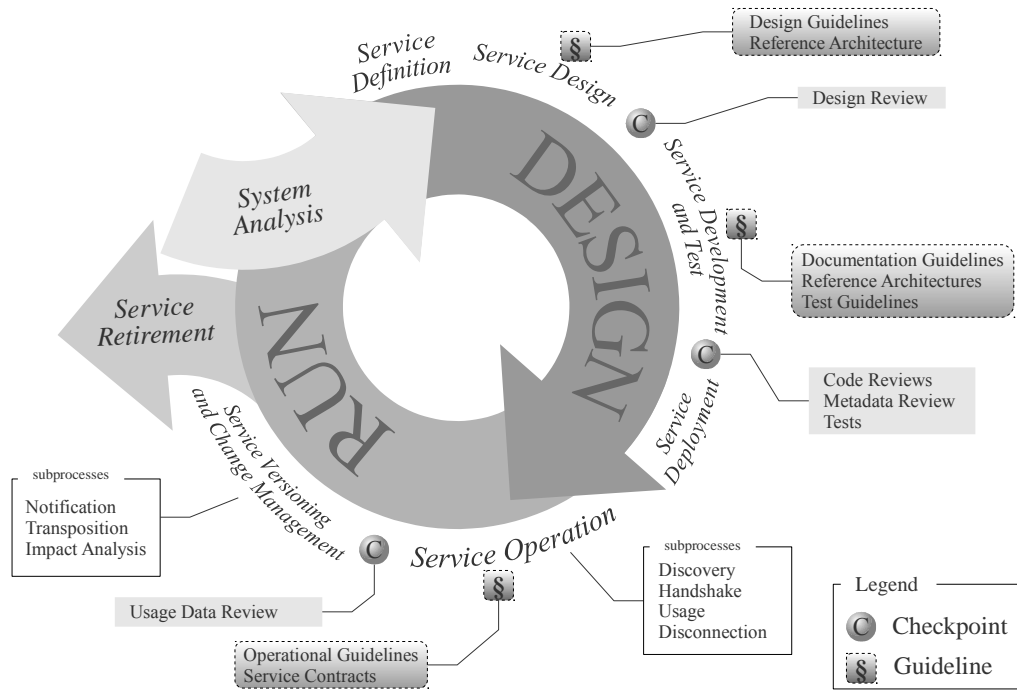 Service
Definition
Service Design
§
Design Guidelines
Reference Architecture
C
Design Review
DESIGN
System
Analysis
Service Development
and Test
§
Documentation Guidelines
Reference Architectures
Test Guidelines
Service
Retirement
RUN
C
Code Reviews
Metadata Review
Tests
Service
Deployment
Service Versioning
and Change Management
subprocesses
Notification
Transposition
Impact Analysis
C
Usage Data Review
Service Operation
§
Operational Guidelines
Service Contracts
subprocesses
Discovery
Handshake
Usage
Disconnection
Legend
C Checkpoint
§ Guideline